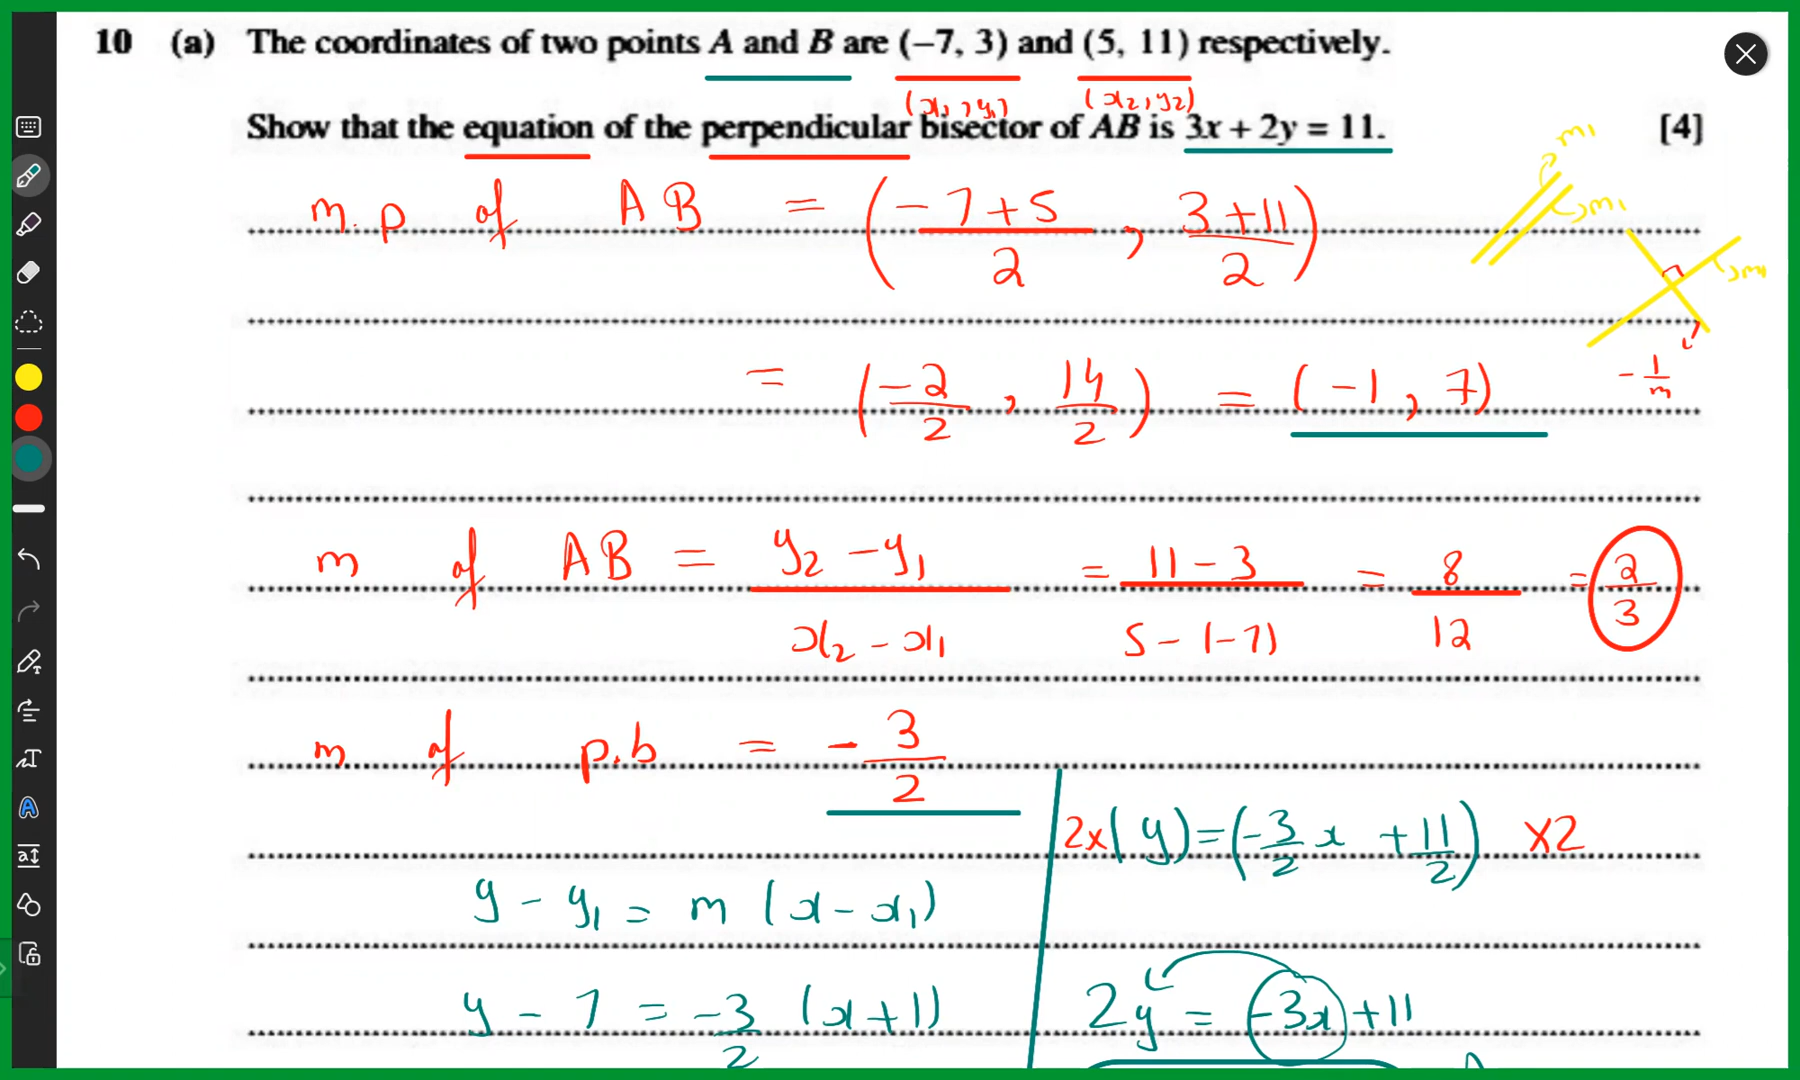 10 (a) The coordinates of two points A and B are (−7, 3) and (5, 11) respectively.
(x₁, y₁) (x₂, y₂)
Show that the equation of the perpendicular bisector of AB is 3x + 2y = 11. [4]
m₁
m₁
m.p of AB = (−7+5/2, 3+11/2)
m₁
= (−2/2, 14/2) = (−1, 7)
−1/m
m of AB = y₂ − y₁/x₂ − x₁ = 11 − 3/5 − (−7) = 8/12 = 2/3
m of p.b = −3/2
2×(y) = (−3/2 x + 11/2) ×2
y − y₁ = m (x − x₁)
y − 7 = −3/2 (x + 1)
2y = −3x + 11